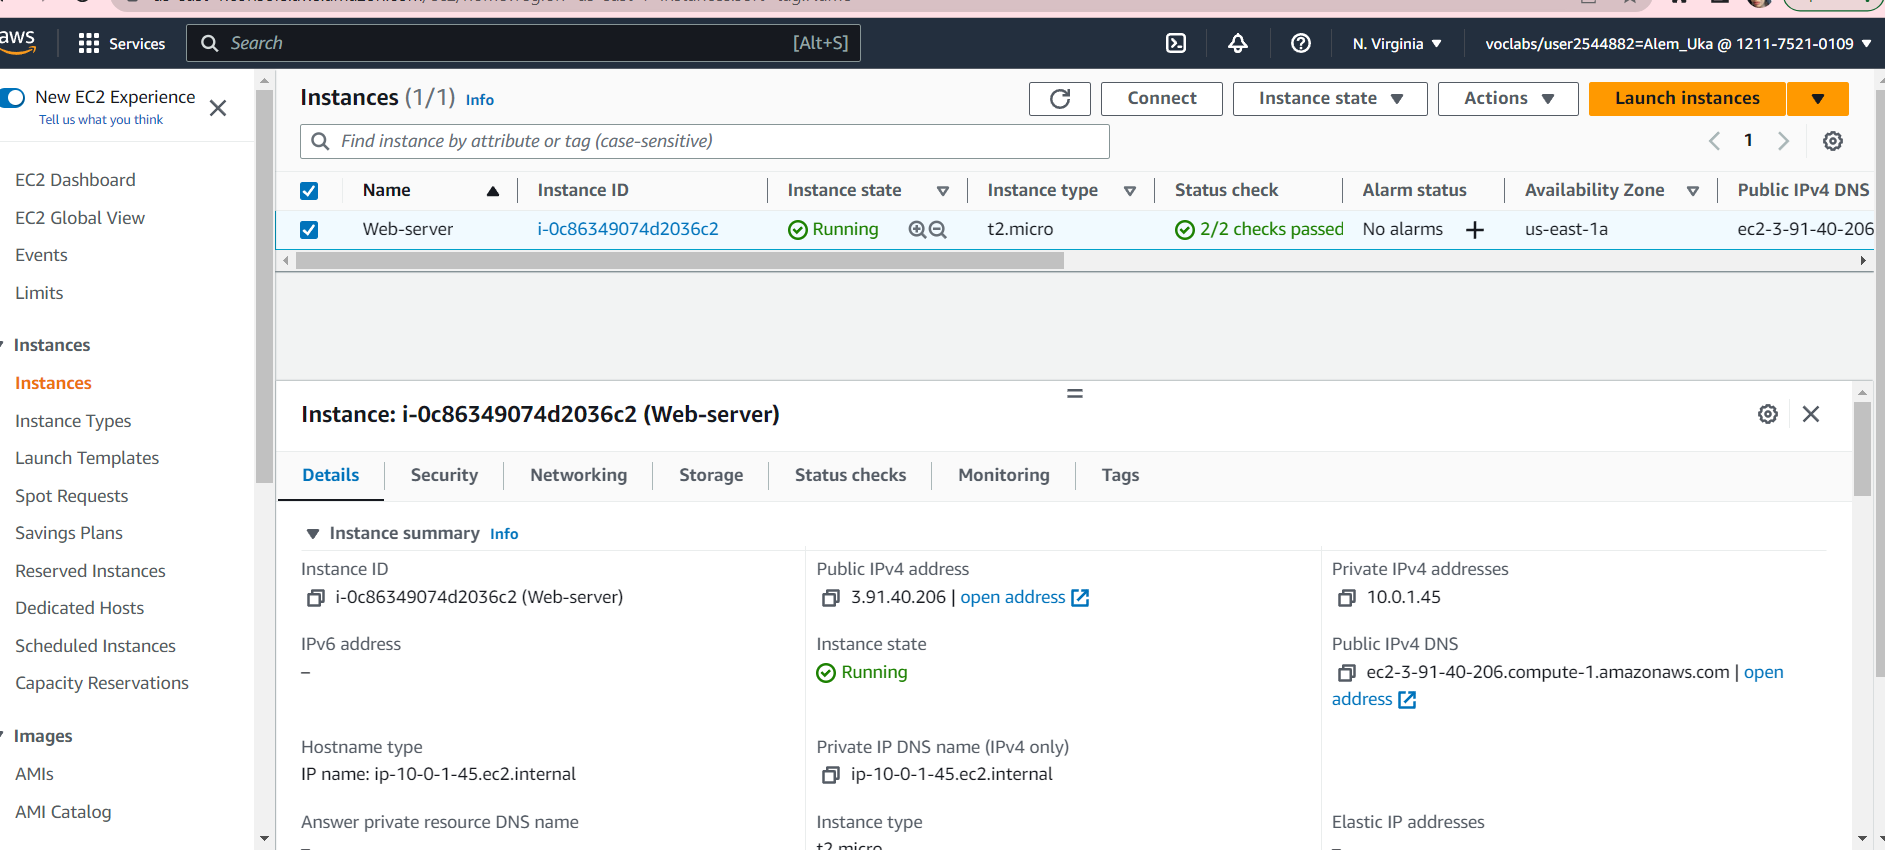 aws
Services
Search
[Alt+S]
N. Virginia
voclabs/user2544882=Alem_Uka @ 1211-7521-0109
New EC2 Experience
Tell us what you think
EC2 Dashboard
EC2 Global View
Events
Limits
Instances
Instances
Instance Types
Launch Templates
Spot Requests
Savings Plans
Reserved Instances
Dedicated Hosts
Scheduled Instances
Capacity Reservations
Images
AMIs
AMI Catalog
Instances (1/1) Info
Connect
Instance state
Actions
Launch instances
Find instance by attribute or tag (case-sensitive)
1
Name Instance ID Instance state Instance type Status check Alarm status Availability Zone Public IPv4 DNS
Web-server i-0c86349074d2036c2 Running t2.micro 2/2 checks passed No alarms + us-east-1a ec2-3-91-40-206
Instance: i-0c86349074d2036c2 (Web-server)
Details Security Networking Storage Status checks Monitoring Tags
Instance summary Info
Instance ID
i-0c86349074d2036c2 (Web-server)
Public IPv4 address
3.91.40.206 | open address
Private IPv4 addresses
10.0.1.45
IPv6 address
–
Instance state
Running
Public IPv4 DNS
ec2-3-91-40-206.compute-1.amazonaws.com | open
address
Hostname type
IP name: ip-10-0-1-45.ec2.internal
Private IP DNS name (IPv4 only)
ip-10-0-1-45.ec2.internal
Answer private resource DNS name
–
Instance type
t2.micro
Elastic IP addresses
–